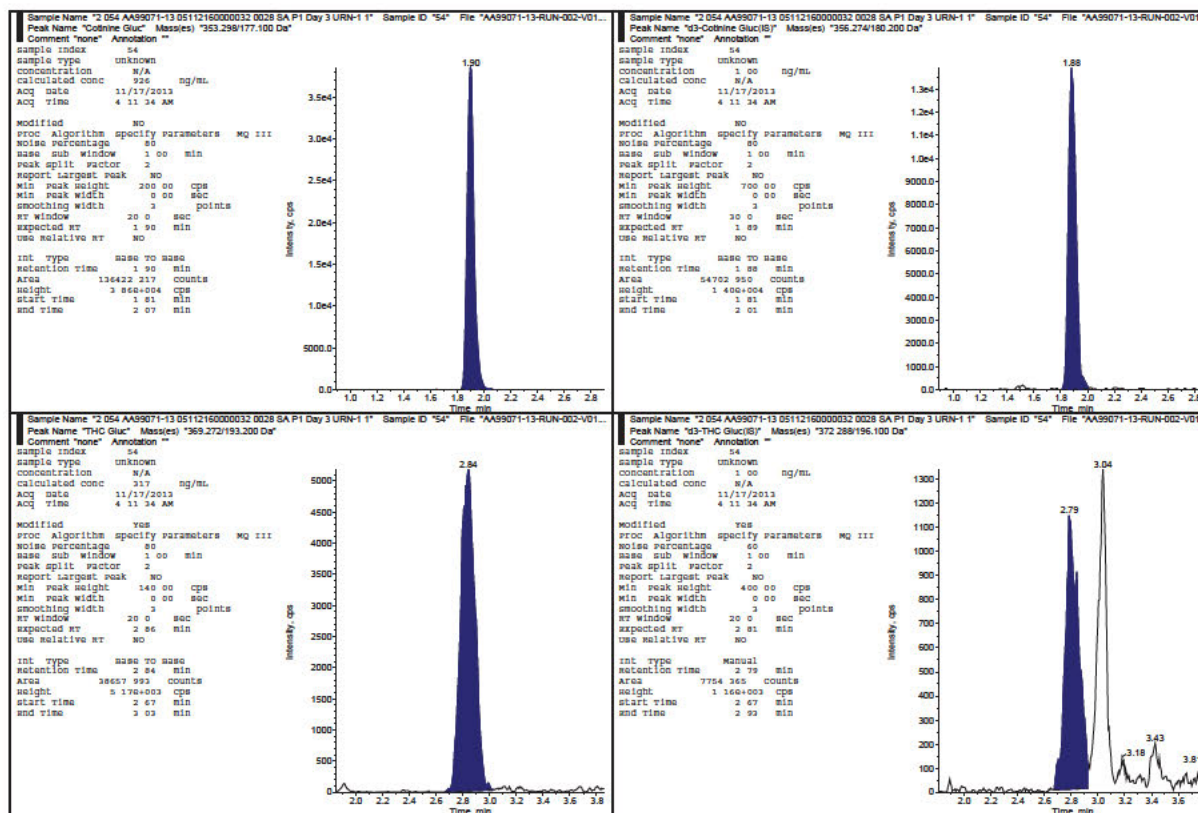 Sample Name "2 054 AA99071-13 05112160000032 0028 SA P1 Day 3 URN-1 1" Sample ID "54" File "AA99071-13-RUN-002-V01...
Peak Name "Cotinine Gluc" Mass(es) "353.298/177.100 Da"
Comment "none" Annotation ""
Sample Index 54
Sample Type Unknown
Concentration N/A
Calculated Conc 926 ng/mL
Acq Date 11/17/2013
Acq Time 4 11 34 AM
Modified NO
Proc Algorithm Specify Parameters MQ III
Noise Percentage 80
Base Sub Window 1 00 min
Peak Split Factor 2
Report Largest Peak NO
Min Peak Height 200 00 cps
Min Peak Width 0 00 sec
Smoothing Width 3 points
RT Window 20 0 sec
Expected RT 1 90 min
Use Relative RT NO
Int Type Base To Base
Retention Time 1 90 min
Area 136422 217 counts
Height 3 86e+004 cps
Start Time 1 81 min
End Time 2 07 min
1.90
3.5e4
3.0e4
2.5e4
2.0e4
1.5e4
1.0e4
5000.0
0.0
Intensity, cps
1.0 1.2 1.4 1.6 1.8 2.0 2.2 2.4 2.6 2.8
Time, min
Sample Name "2 054 AA99071-13 05112160000032 0028 SA P1 Day 3 URN-1 1" Sample ID "54" File "AA99071-13-RUN-002-V01...
Peak Name "d3-Cotinine Gluc(IS)" Mass(es) "356.274/180.200 Da"
Comment "none" Annotation ""
Sample Index 54
Sample Type Unknown
Concentration 1 00 ng/mL
Calculated Conc N/A
Acq Date 11/17/2013
Acq Time 4 11 34 AM
Modified NO
Proc Algorithm Specify Parameters MQ III
Noise Percentage 80
Base Sub Window 1 00 min
Peak Split Factor 2
Report Largest Peak NO
Min Peak Height 700 00 cps
Min Peak Width 0 00 sec
Smoothing Width 3 points
RT Window 30 0 sec
Expected RT 1 89 min
Use Relative RT NO
Int Type Base To Base
Retention Time 1 88 min
Area 54702 950 counts
Height 1 40e+004 cps
Start Time 1 81 min
End Time 2 01 min
1.88
1.3e4
1.2e4
1.1e4
1.0e4
9000.0
8000.0
7000.0
6000.0
5000.0
4000.0
3000.0
2000.0
1000.0
0.0
Intensity, cps
1.0 1.2 1.4 1.6 1.8 2.0 2.2 2.4 2.6 2.8
Time, min
Sample Name "2 054 AA99071-13 05112160000032 0028 SA P1 Day 3 URN-1 1" Sample ID "54" File "AA99071-13-RUN-002-V01...
Peak Name "THC Gluc" Mass(es) "369.272/193.200 Da"
Comment "none" Annotation ""
Sample Index 54
Sample Type Unknown
Concentration N/A
Calculated Conc 317 ng/mL
Acq Date 11/17/2013
Acq Time 4 11 34 AM
Modified Yes
Proc Algorithm Specify Parameters MQ III
Noise Percentage 80
Base Sub Window 1 00 min
Peak Split Factor 2
Report Largest Peak NO
Min Peak Height 140 00 cps
Min Peak Width 0 00 sec
Smoothing Width 3 points
RT Window 20 0 sec
Expected RT 2 86 min
Use Relative RT NO
Int Type Base To Base
Retention Time 2 84 min
Area 38657 993 counts
Height 5 17e+003 cps
Start Time 2 67 min
End Time 3 03 min
2.84
5000
4500
4000
3500
3000
2500
2000
1500
1000
500
0
Intensity, cps
2.0 2.2 2.4 2.6 2.8 3.0 3.2 3.4 3.6 3.8
Time, min
Sample Name "2 054 AA99071-13 05112160000032 0028 SA P1 Day 3 URN-1 1" Sample ID "54" File "AA99071-13-RUN-002-V01...
Peak Name "d3-THC Gluc(IS)" Mass(es) "372 288/196.100 Da"
Comment "none" Annotation ""
Sample Index 54
Sample Type Unknown
Concentration 1 00 ng/mL
Calculated Conc N/A
Acq Date 11/17/2013
Acq Time 4 11 34 AM
Modified Yes
Proc Algorithm Specify Parameters MQ III
Noise Percentage 60
Base Sub Window 1 00 min
Peak Split Factor 2
Report Largest Peak NO
Min Peak Height 400 00 cps
Min Peak Width 0 00 sec
Smoothing Width 3 points
RT Window 20 0 sec
Expected RT 2 81 min
Use Relative RT NO
Int Type Manual
Retention Time 2 79 min
Area 7754 365 counts
Height 1 16e+003 cps
Start Time 2 67 min
End Time 2 93 min
3.04
2.79
3.43
3.18
3.81
1300
1200
1100
1000
900
800
700
600
500
400
300
200
100
0
Intensity, cps
2.0 2.2 2.4 2.6 2.8 3.0 3.2 3.4 3.6
Time, min